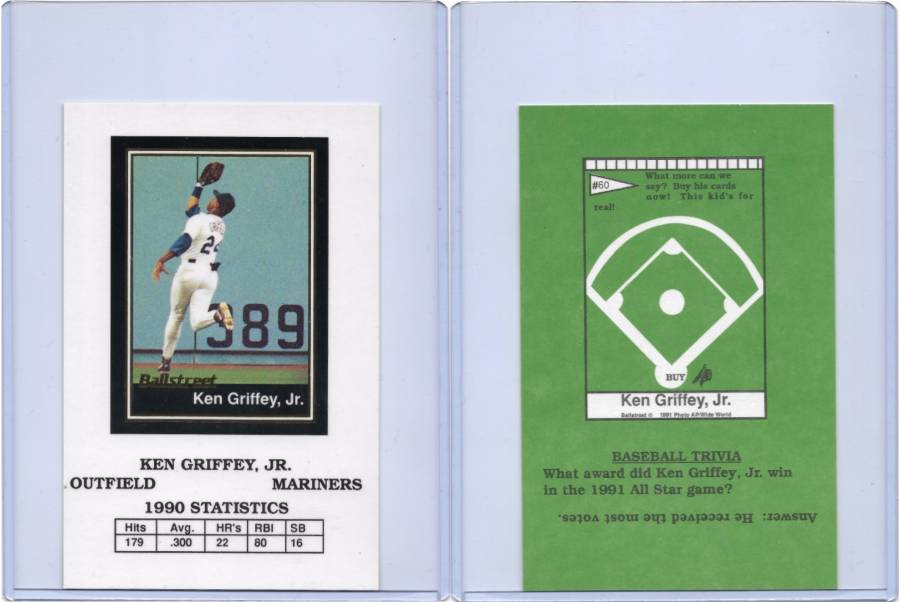 24
389
Ballstreet
Ken Griffey, Jr.
KEN GRIFFEY, JR.
OUTFIELD MARINERS
1990 STATISTICS
Hits Avg. HR's RBI SB
179 .300 22 80 16
#60
What more can we
say? Buy his cards
now! This kid's for
real!
BUY
Ken Griffey, Jr.
Ballstreet © 1991 Photo AP/Wide World
BASEBALL TRIVIA
What award did Ken Griffey, Jr. win
in the 1991 All Star game?
Answer: He received the most votes.